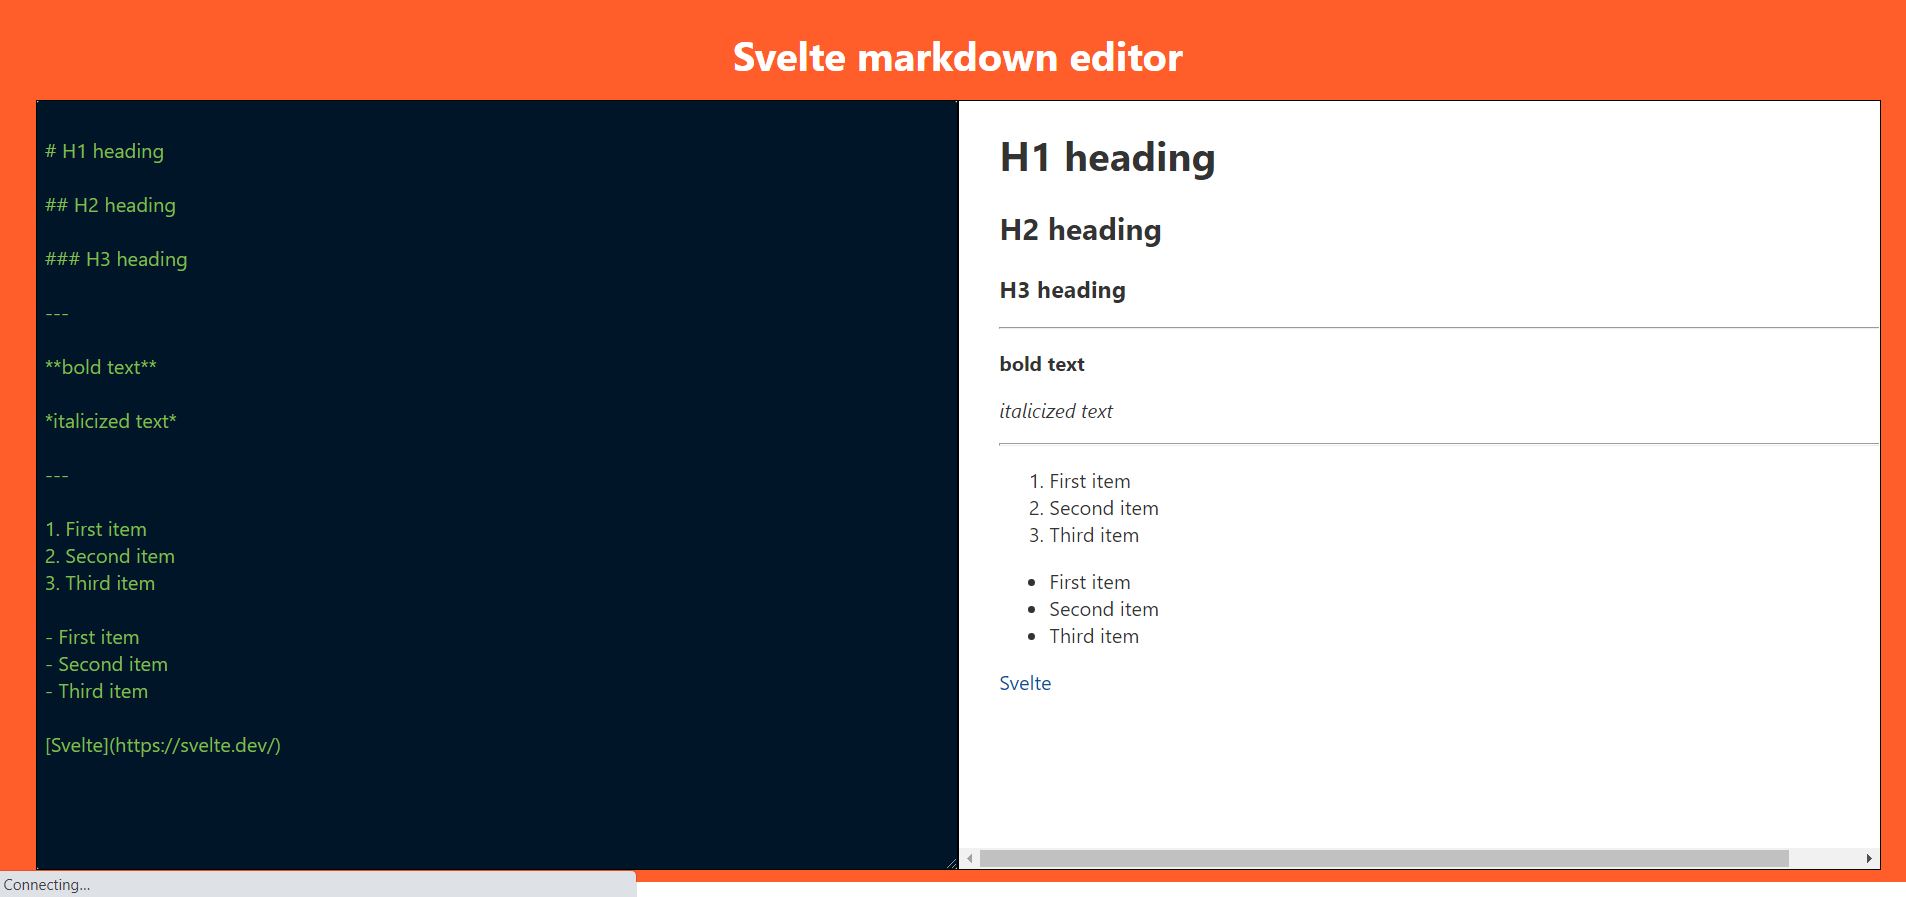 Svelte markdown editor
# H1 heading
## H2 heading
### H3 heading
---
**bold text**
*italicized text*
---
1. First item
2. Second item
3. Third item
- First item
- Second item
- Third item
[Svelte](https://svelte.dev/)
H1 heading
H2 heading
H3 heading
bold text
italicized text
1. First item
2. Second item
3. Third item
• First item
• Second item
• Third item
Svelte
Connecting...